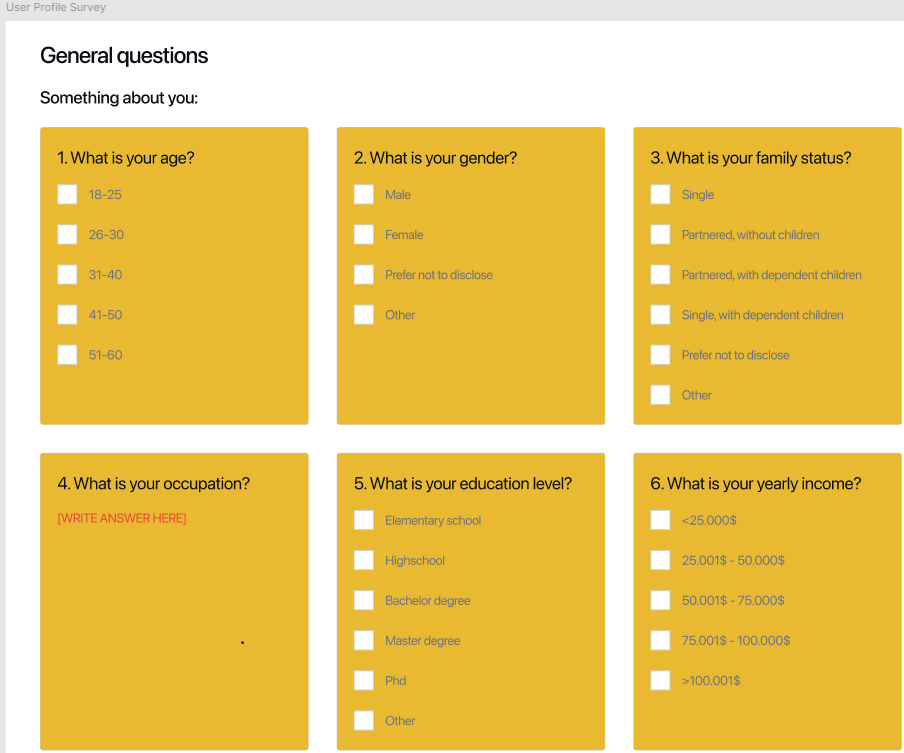 User Profile Survey
General questions
Something about you:
1. What is your age?
18-25
26-30
31-40
41-50
51-60
2. What is your gender?
Male
Female
Prefer not to disclose
Other
3. What is your family status?
Single
Partnered, without children
Partnered, with dependent children
Single, with dependent children
Prefer not to disclose
Other
4. What is your occupation?
[WRITE ANSWER HERE]
5. What is your education level?
Elementary school
Highschool
Bachelor degree
Master degree
Phd
Other
6. What is your yearly income?
<25.000$
25.001$ - 50.000$
50.001$ - 75.000$
75.001$ - 100.000$
>100.001$